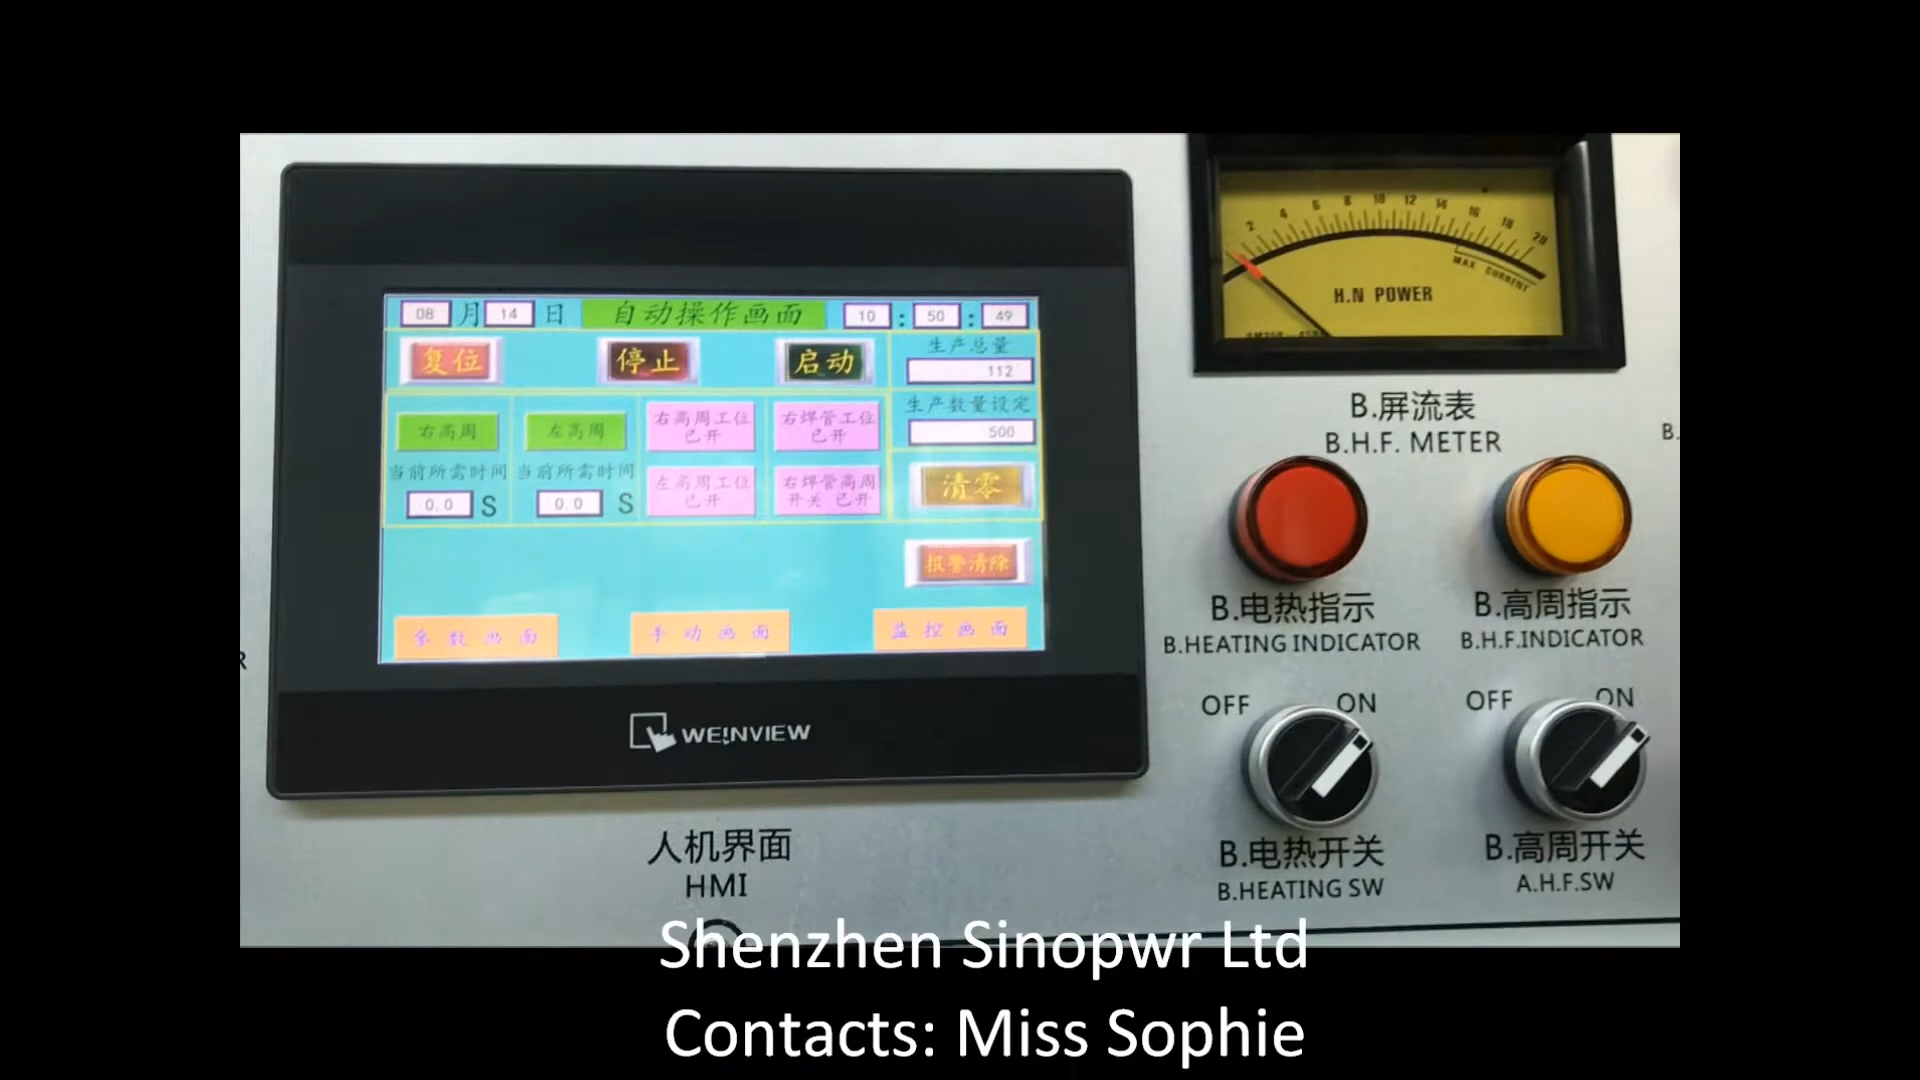 08 月 14 日 自动操作画面 10 : 50 : 49
复位 停止 启动
生产总量
112
生产数量设定
500
右高周 左高周
右高周工位
已开
右焊管工位
已开
当前所需时间 当前所需时间
0.0 S 0.0 S
左高周工位
已开
右焊管高周
开关 已开
清零
报警清除
参数画面 手动画面 监控画面
WEINVIEW
人机界面
HMI
2 4 6 8 10 12 14 16 18 20
MAX CURRENT
H.N POWER
B.屏流表
B.H.F. METER
B.
R
B.电热指示
B.HEATING INDICATOR
B.高周指示
B.H.F.INDICATOR
OFF ON
OFF ON
B.电热开关
B.HEATING SW
B.高周开关
A.H.F.SW
Shenzhen Sinopwr Ltd
Contacts: Miss Sophie